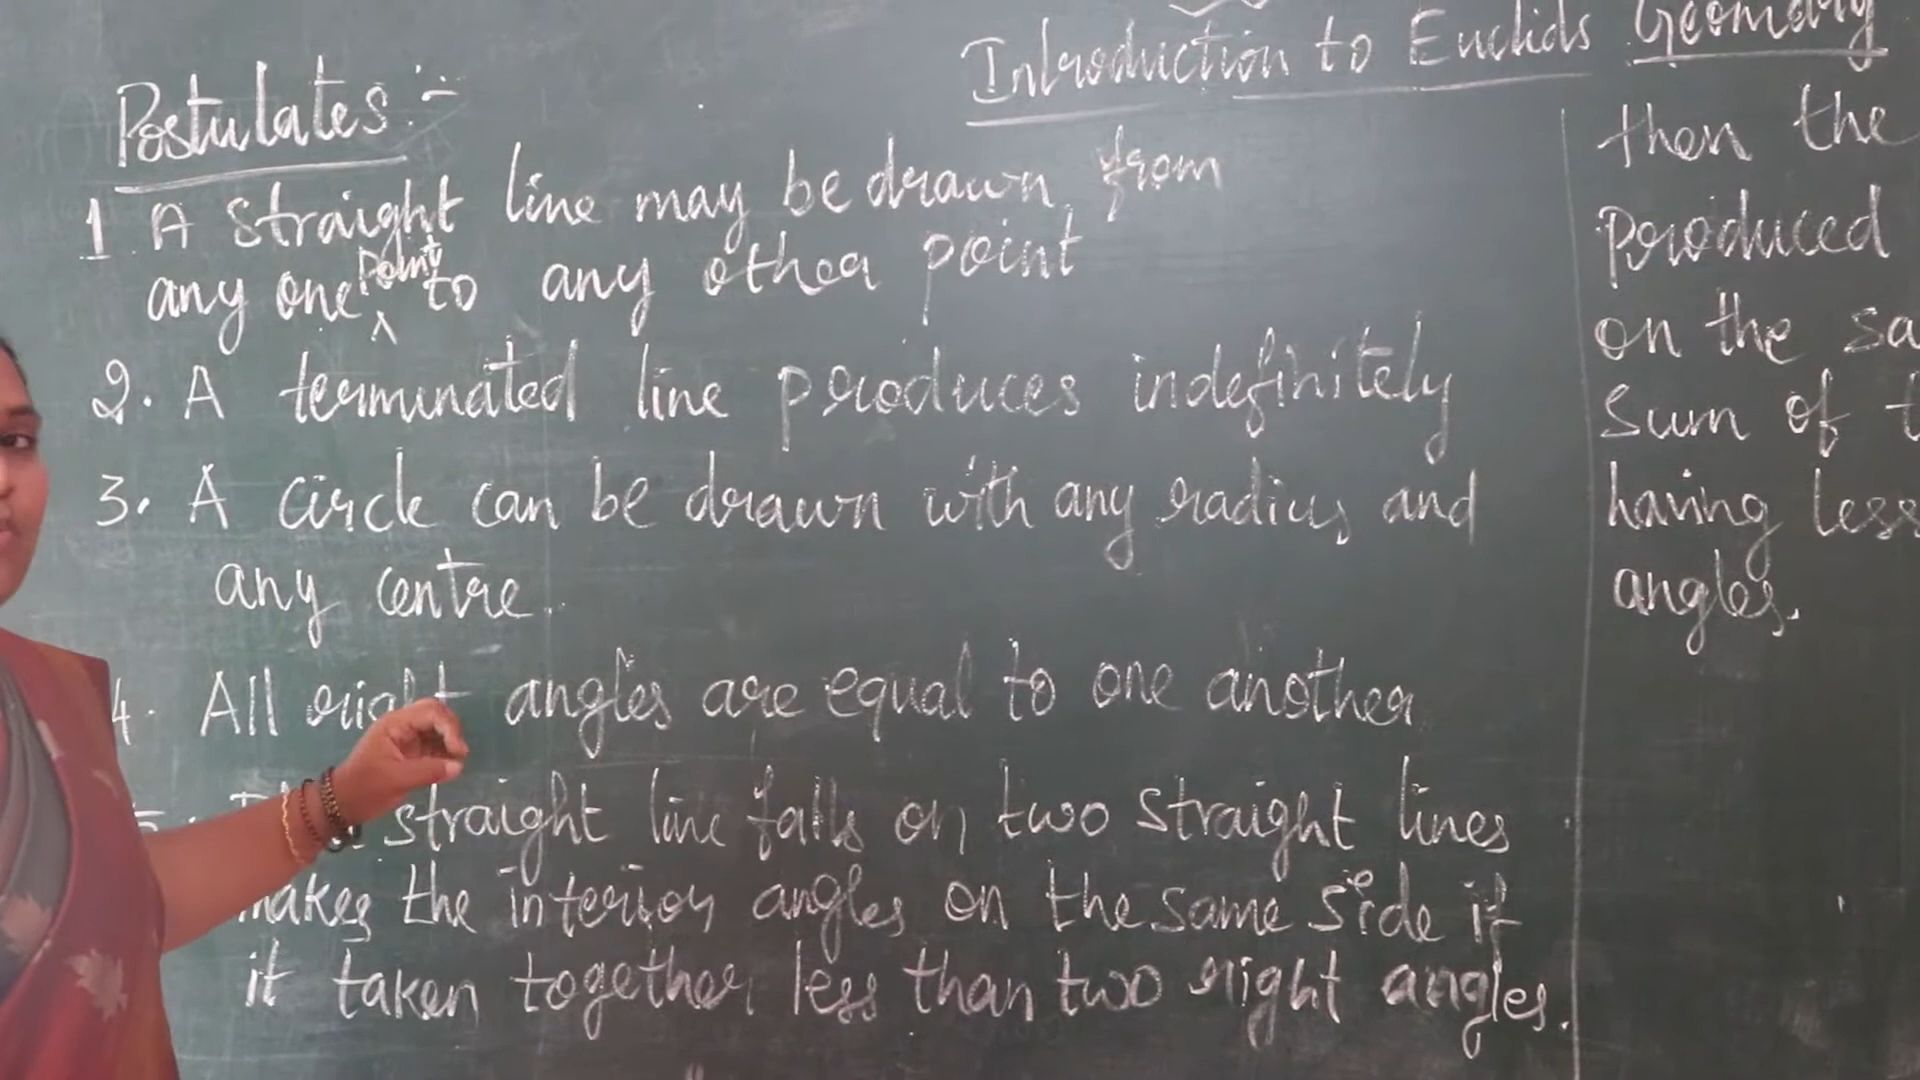 Introduction to Euclids Geometry
Postulates :-
1 A straight line may be drawn from
any one point to any other point
2. A terminated line produces indefinitely
3. A circle can be drawn with any radius and
any centre.
4. All right angles are equal to one another
straight line falls on two straight lines
makes the interior angles on the same side if
it taken together less than two right angles.
then the
produced
on the
Sum of
having less
angles.